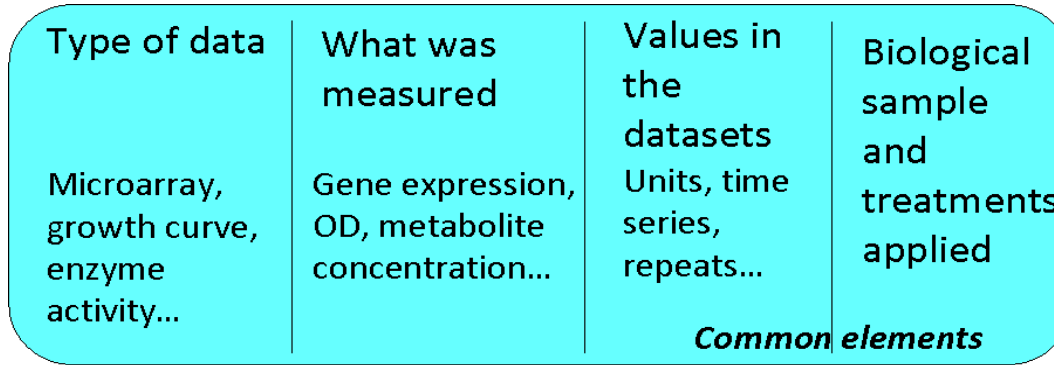 Type of data
Microarray,
growth curve,
enzyme
activity...
What was
measured
Gene expression,
OD, metabolite
concentration...
Values in
the
datasets
Units, time
series,
repeats...
Biological
sample
and
treatments
applied
Common elements